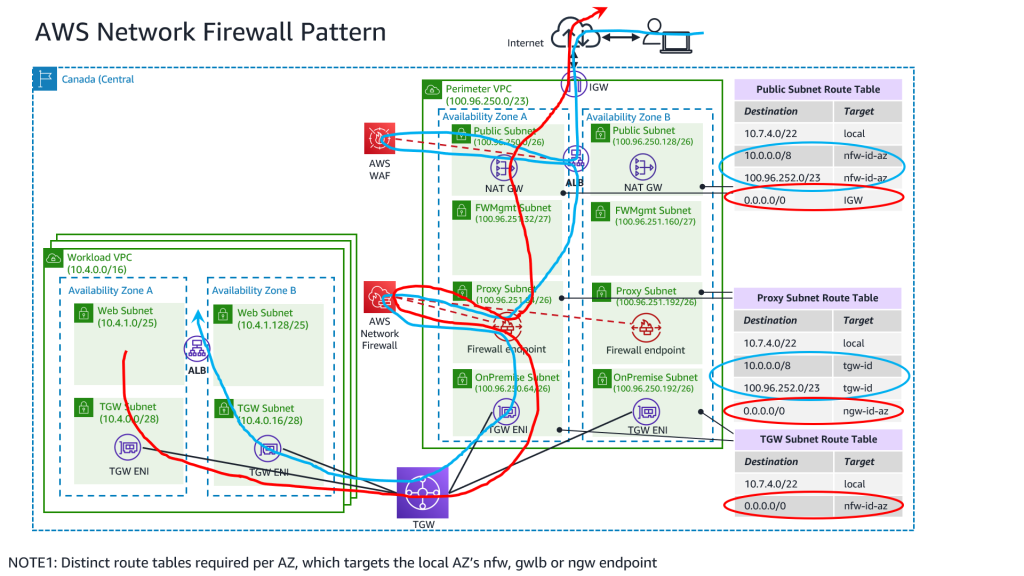 AWS Network Firewall Pattern
Internet
Canada (Central
Perimeter VPC
(100.96.250.0/23)
IGW
Availability Zone A
Availability Zone B
Public Subnet
(100.96.250.0/26)
Public Subnet
(100.96.250.128/26)
AWS
WAF
NAT GW
ALB
NAT GW
FWMgmt Subnet
(100.96.251.32/27)
FWMgmt Subnet
(100.96.251.160/27)
Proxy Subnet
Proxy Subnet
(100.96.251.192/26)
AWS
Network
Firewall
Firewall endpoint
Firewall endpoint
OnPremise Subnet
(100.96.250.64/26)
OnPremise Subnet
(100.96.250.192/26)
TGW ENI
TGW ENI
Workload VPC
(10.4.0.0/16)
Availability Zone A
Availability Zone B
Web Subnet
(10.4.1.0/25)
Web Subnet
(10.4.1.128/25)
ALB
TGW Subnet
(10.4.0.0/28)
TGW Subnet
(10.4.0.16/28)
TGW ENI
TGW ENI
TGW
Public Subnet Route Table
Destination Target
10.7.4.0/22 local
10.0.0.0/8 nfw-id-az
100.96.252.0/23 nfw-id-az
0.0.0.0/0 IGW
Proxy Subnet Route Table
Destination Target
10.7.4.0/22 local
10.0.0.0/8 tgw-id
100.96.252.0/23 tgw-id
0.0.0.0/0 ngw-id-az
TGW Subnet Route Table
Destination Target
10.7.4.0/22 local
0.0.0.0/0 nfw-id-az
NOTE1: Distinct route tables required per AZ, which targets the local AZ's nfw, gwlb or ngw endpoint